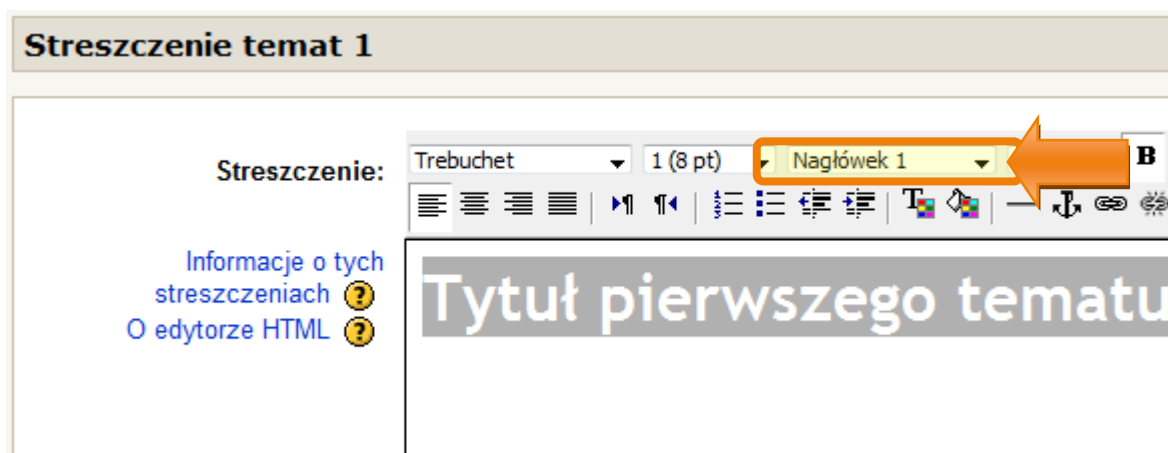 Streszczenie temat 1
Streszczenie:
Trebuchet 1 (8 pt) Nagłówek 1 B
Informacje o tych
streszczeniach
O edytorze HTML
Tytuł pierwszego tematu